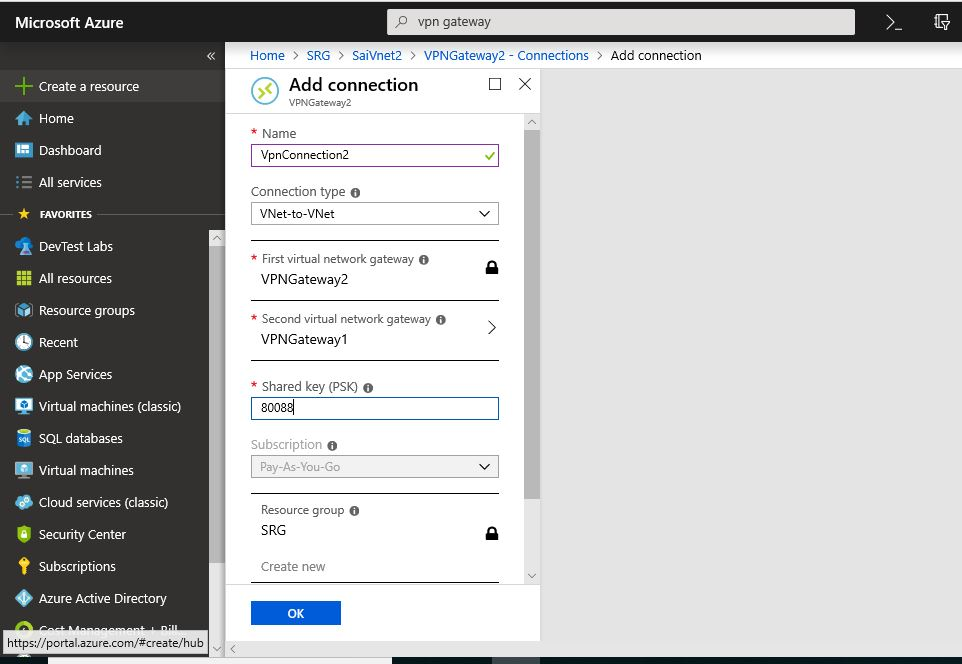 Microsoft Azure
vpn gateway
Home > SRG > SaiVnet2 > VPNGateway2 - Connections > Add connection
«
Create a resource
Home
Dashboard
All services
FAVORITES
DevTest Labs
All resources
Resource groups
Recent
App Services
Virtual machines (classic)
SQL databases
Virtual machines
Cloud services (classic)
Security Center
Subscriptions
Azure Active Directory
Cost Management + Bill
https://portal.azure.com/#create/hub
Add connection
VPNGateway2
* Name
VpnConnection2
Connection type
VNet-to-VNet
* First virtual network gateway
VPNGateway2
* Second virtual network gateway
VPNGateway1
* Shared key (PSK)
80088
Subscription
Pay-As-You-Go
Resource group
SRG
Create new
OK